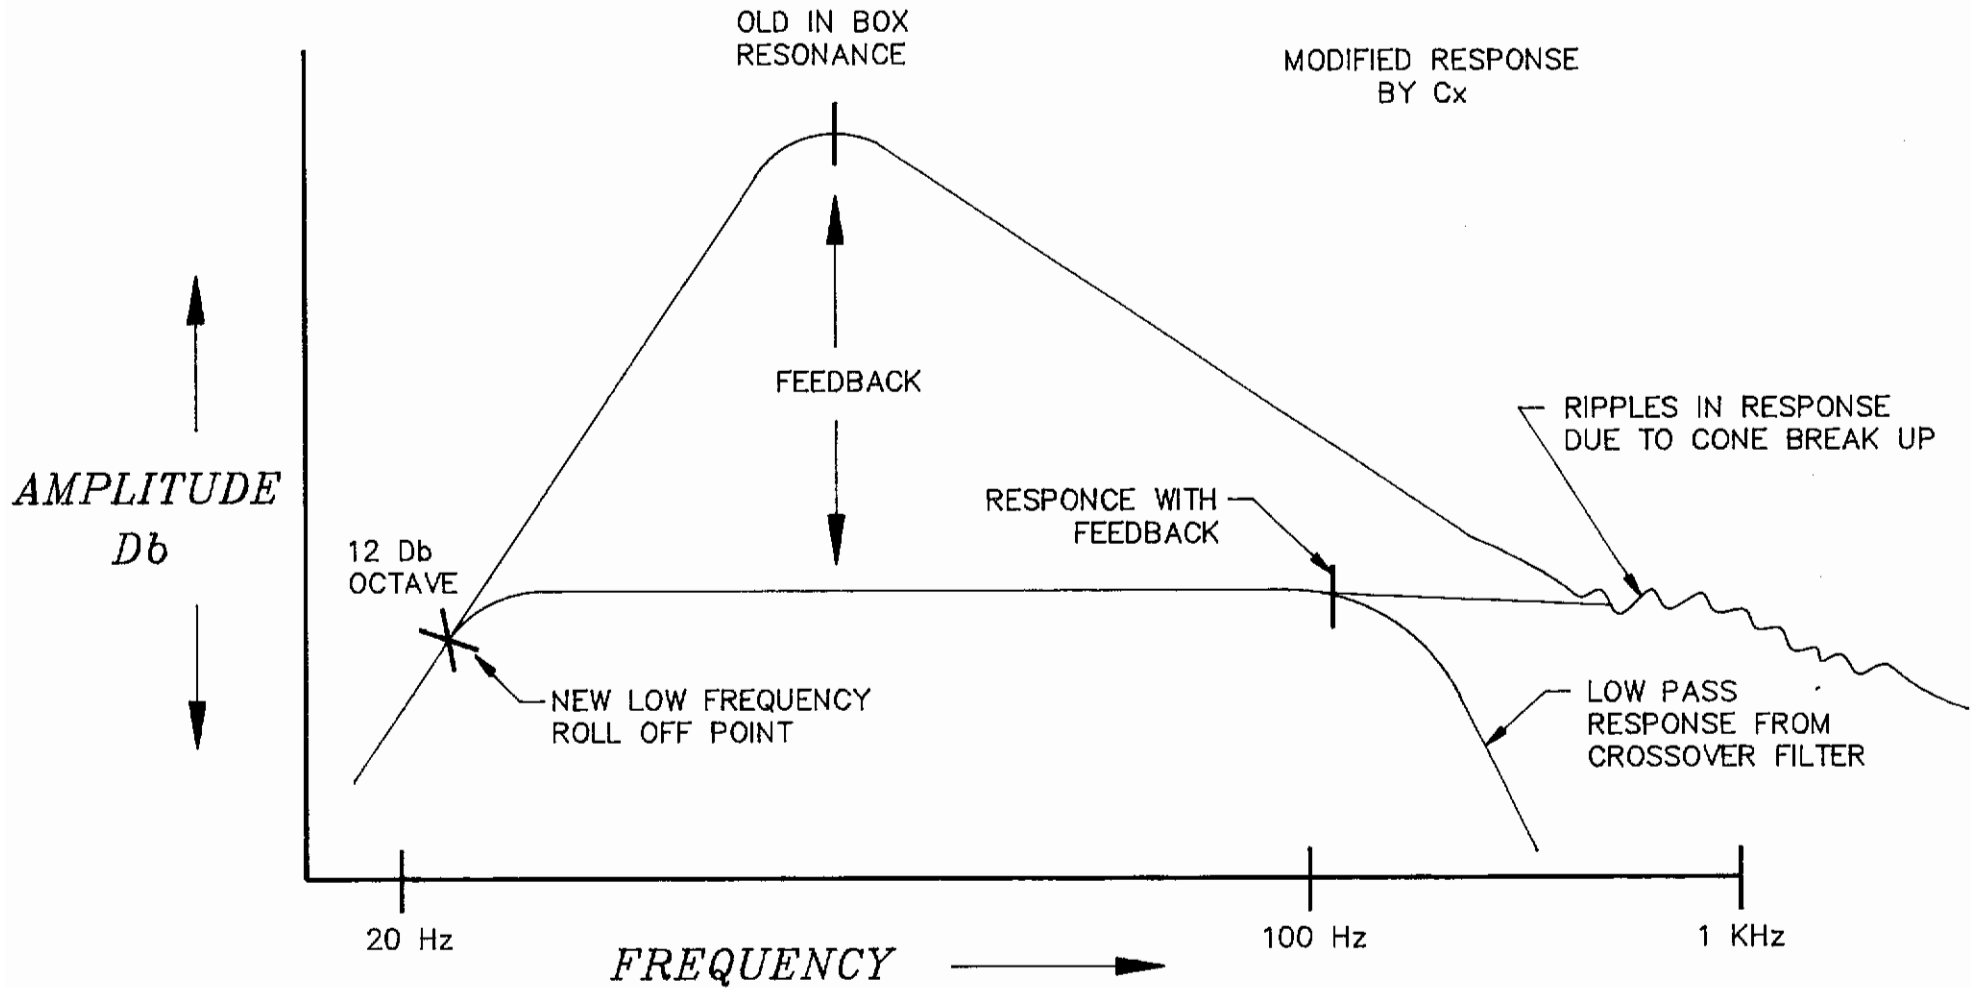 OLD IN BOX
RESONANCE
MODIFIED RESPONSE
BY Cx
FEEDBACK
RIPPLES IN RESPONSE
DUE TO CONE BREAK UP
AMPLITUDE
Db
RESPONCE WITH
FEEDBACK
12 Db
OCTAVE
NEW LOW FREQUENCY
ROLL OFF POINT
LOW PASS
RESPONSE FROM
CROSSOVER FILTER
20 Hz
100 Hz
1 KHz
FREQUENCY